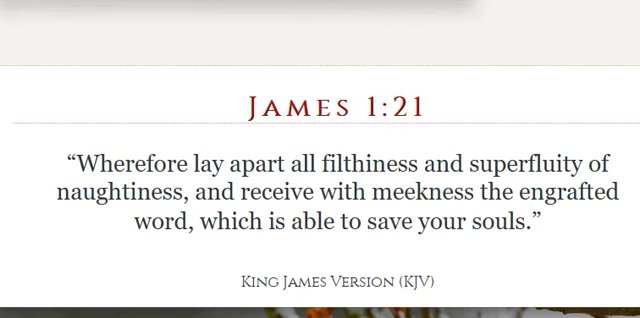 James 1:21
“Wherefore lay apart all filthiness and superfluity of
naughtiness, and receive with meekness the engrafted
word, which is able to save your souls.”
King James Version (KJV)